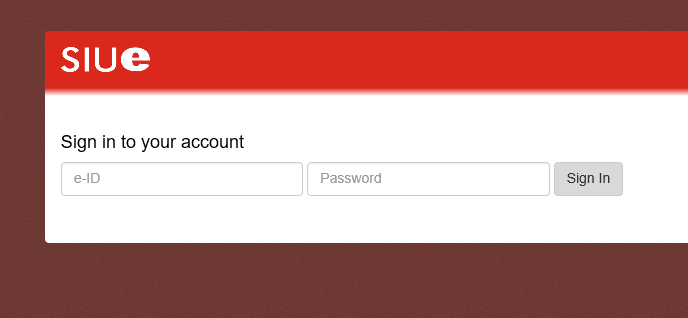 SIUe
Sign in to your account
e-ID Password Sign In